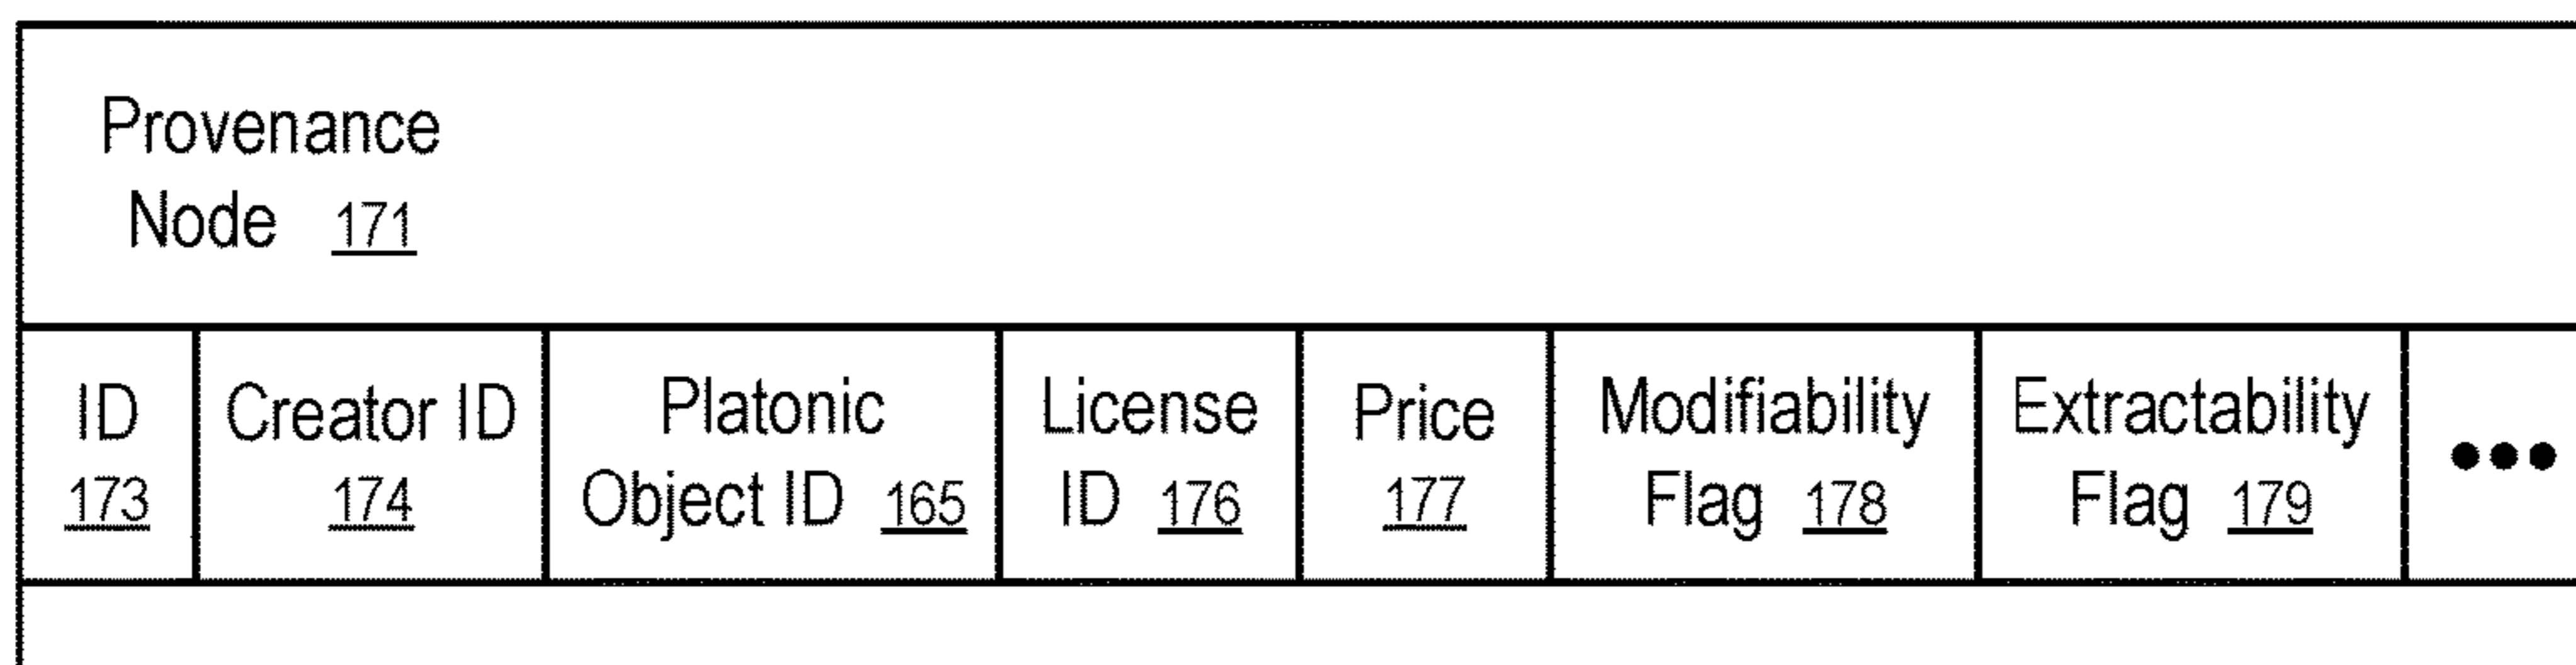 Provenance
Node 171
ID
173
Creator ID
174
Platonic
Object ID 165
License
ID 176
Price
177
Modifiability
Flag 178
Extractability
Flag 179
•••